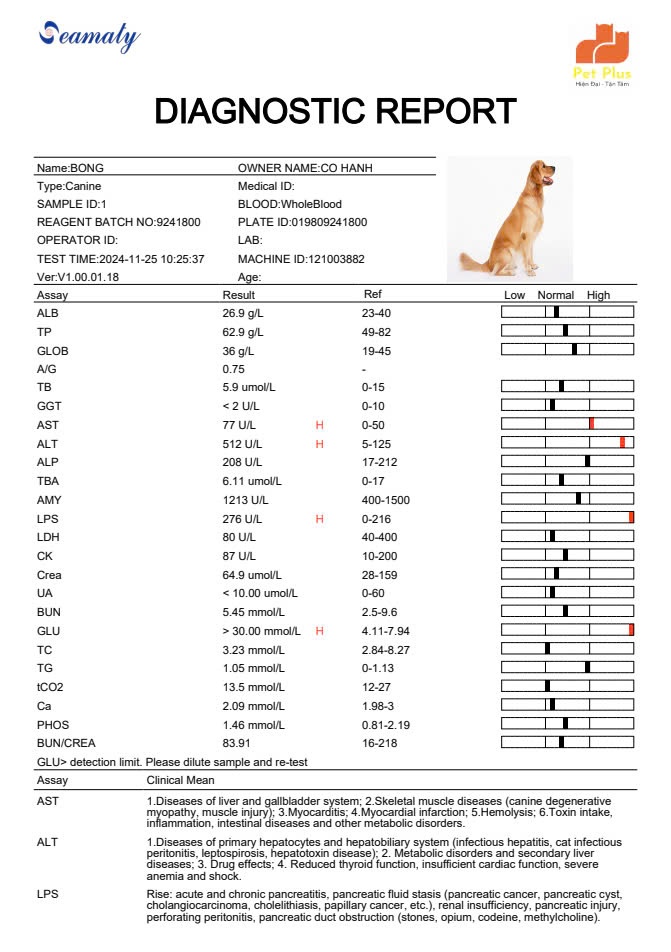 Seamaty
Pet Plus
Hiện Đại - Tận Tâm
DIAGNOSTIC REPORT
Name:BONG OWNER NAME:CO HANH
Type:Canine Medical ID:
SAMPLE ID:1 BLOOD:WholeBlood
REAGENT BATCH NO:9241800 PLATE ID:019809241800
OPERATOR ID: LAB:
TEST TIME:2024-11-25 10:25:37 MACHINE ID:121003882
Ver:V1.00.01.18 Age:
Assay Result Ref Low Normal High
ALB 26.9 g/L 23-40
TP 62.9 g/L 49-82
GLOB 36 g/L 19-45
A/G 0.75 -
TB 5.9 umol/L 0-15
GGT < 2 U/L 0-10
AST 77 U/L H 0-50
ALT 512 U/L H 5-125
ALP 208 U/L 17-212
TBA 6.11 umol/L 0-17
AMY 1213 U/L 400-1500
LPS 276 U/L H 0-216
LDH 80 U/L 40-400
CK 87 U/L 10-200
Crea 64.9 umol/L 28-159
UA < 10.00 umol/L 0-60
BUN 5.45 mmol/L 2.5-9.6
GLU > 30.00 mmol/L H 4.11-7.94
TC 3.23 mmol/L 2.84-8.27
TG 1.05 mmol/L 0-1.13
tCO2 13.5 mmol/L 12-27
Ca 2.09 mmol/L 1.98-3
PHOS 1.46 mmol/L 0.81-2.19
BUN/CREA 83.91 16-218
GLU> detection limit. Please dilute sample and re-test
Assay Clinical Mean
AST 1.Diseases of liver and gallbladder system; 2.Skeletal muscle diseases (canine degenerative
myopathy, muscle injury); 3.Myocarditis; 4.Myocardial infarction; 5.Hemolysis; 6.Toxin intake,
inflammation, intestinal diseases and other metabolic disorders.
ALT 1.Diseases of primary hepatocytes and hepatobiliary system (infectious hepatitis, cat infectious
peritonitis, leptospirosis, hepatotoxin disease); 2. Metabolic disorders and secondary liver
diseases; 3. Drug effects; 4. Reduced thyroid function, insufficient cardiac function, severe
anemia and shock.
LPS Rise: acute and chronic pancreatitis, pancreatic fluid stasis (pancreatic cancer, pancreatic cyst,
cholangiocarcinoma, cholelithiasis, papillary cancer, etc.), renal insufficiency, pancreatic injury,
perforating peritonitis, pancreatic duct obstruction (stones, opium, codeine, methylcholine).